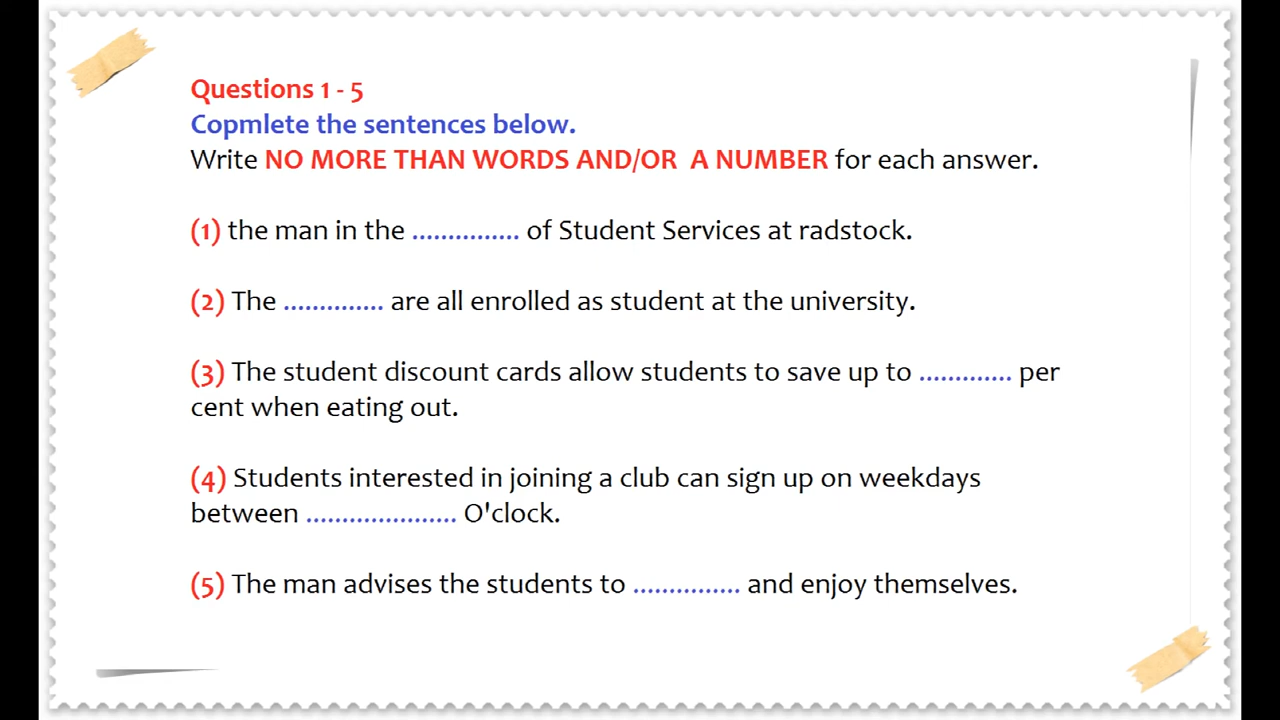 Questions 1 - 5
Copmlete the sentences below.
Write NO MORE THAN WORDS AND/OR A NUMBER for each answer.
(1) the man in the ............... of Student Services at radstock.
(2) The .............. are all enrolled as student at the university.
(3) The student discount cards allow students to save up to ............. per
cent when eating out.
(4) Students interested in joining a club can sign up on weekdays
between ..................... O'clock.
(5) The man advises the students to ............... and enjoy themselves.